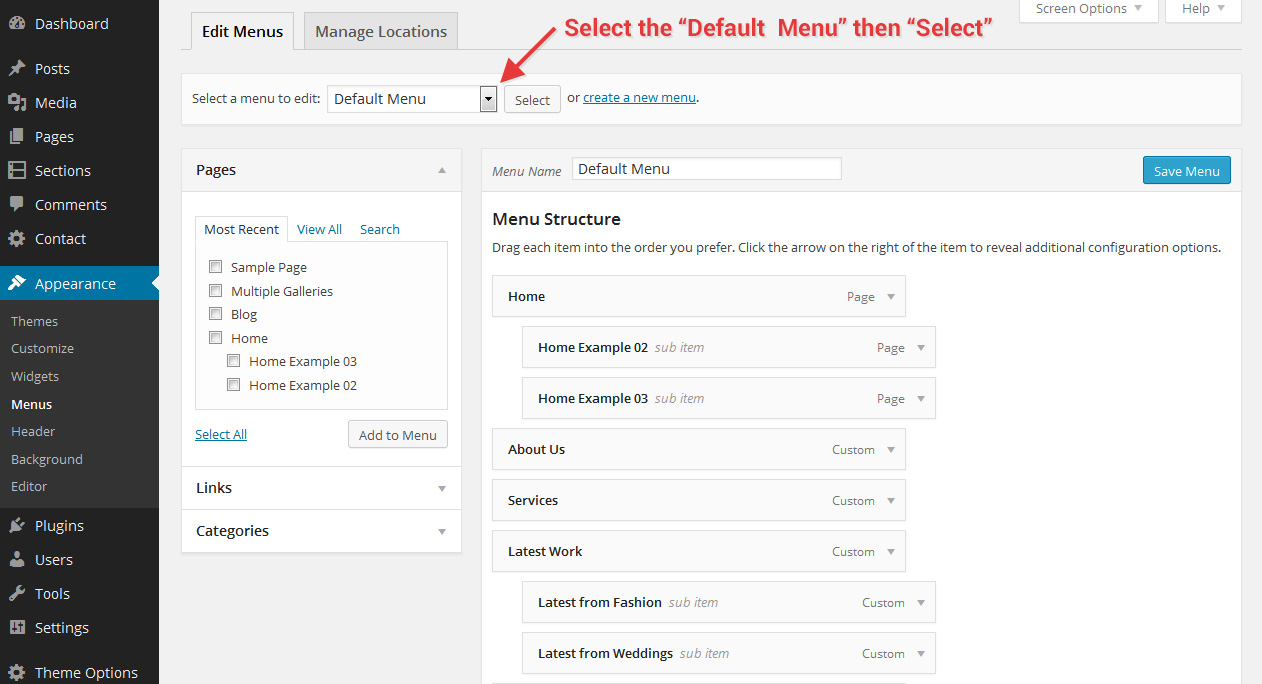 Dashboard
Posts
Media
Pages
Sections
Comments
Contact
Appearance
Themes
Customize
Widgets
Menus
Header
Background
Editor
Plugins
Users
Tools
Settings
Theme Options
Screen Options
Help
Edit Menus
Manage Locations
Select the “Default Menu” then “Select”
Select a menu to edit: Default Menu Select or create a new menu.
Pages
Most Recent View All Search
Sample Page
Multiple Galleries
Blog
Home
Home Example 03
Home Example 02
Select All Add to Menu
Links
Categories
Menu Name Default Menu Save Menu
Menu Structure
Drag each item into the order you prefer. Click the arrow on the right of the item to reveal additional configuration options.
Home Page
Home Example 02 sub item Page
Home Example 03 sub item Page
About Us Custom
Services Custom
Latest Work Custom
Latest from Fashion sub item Custom
Latest from Weddings sub item Custom